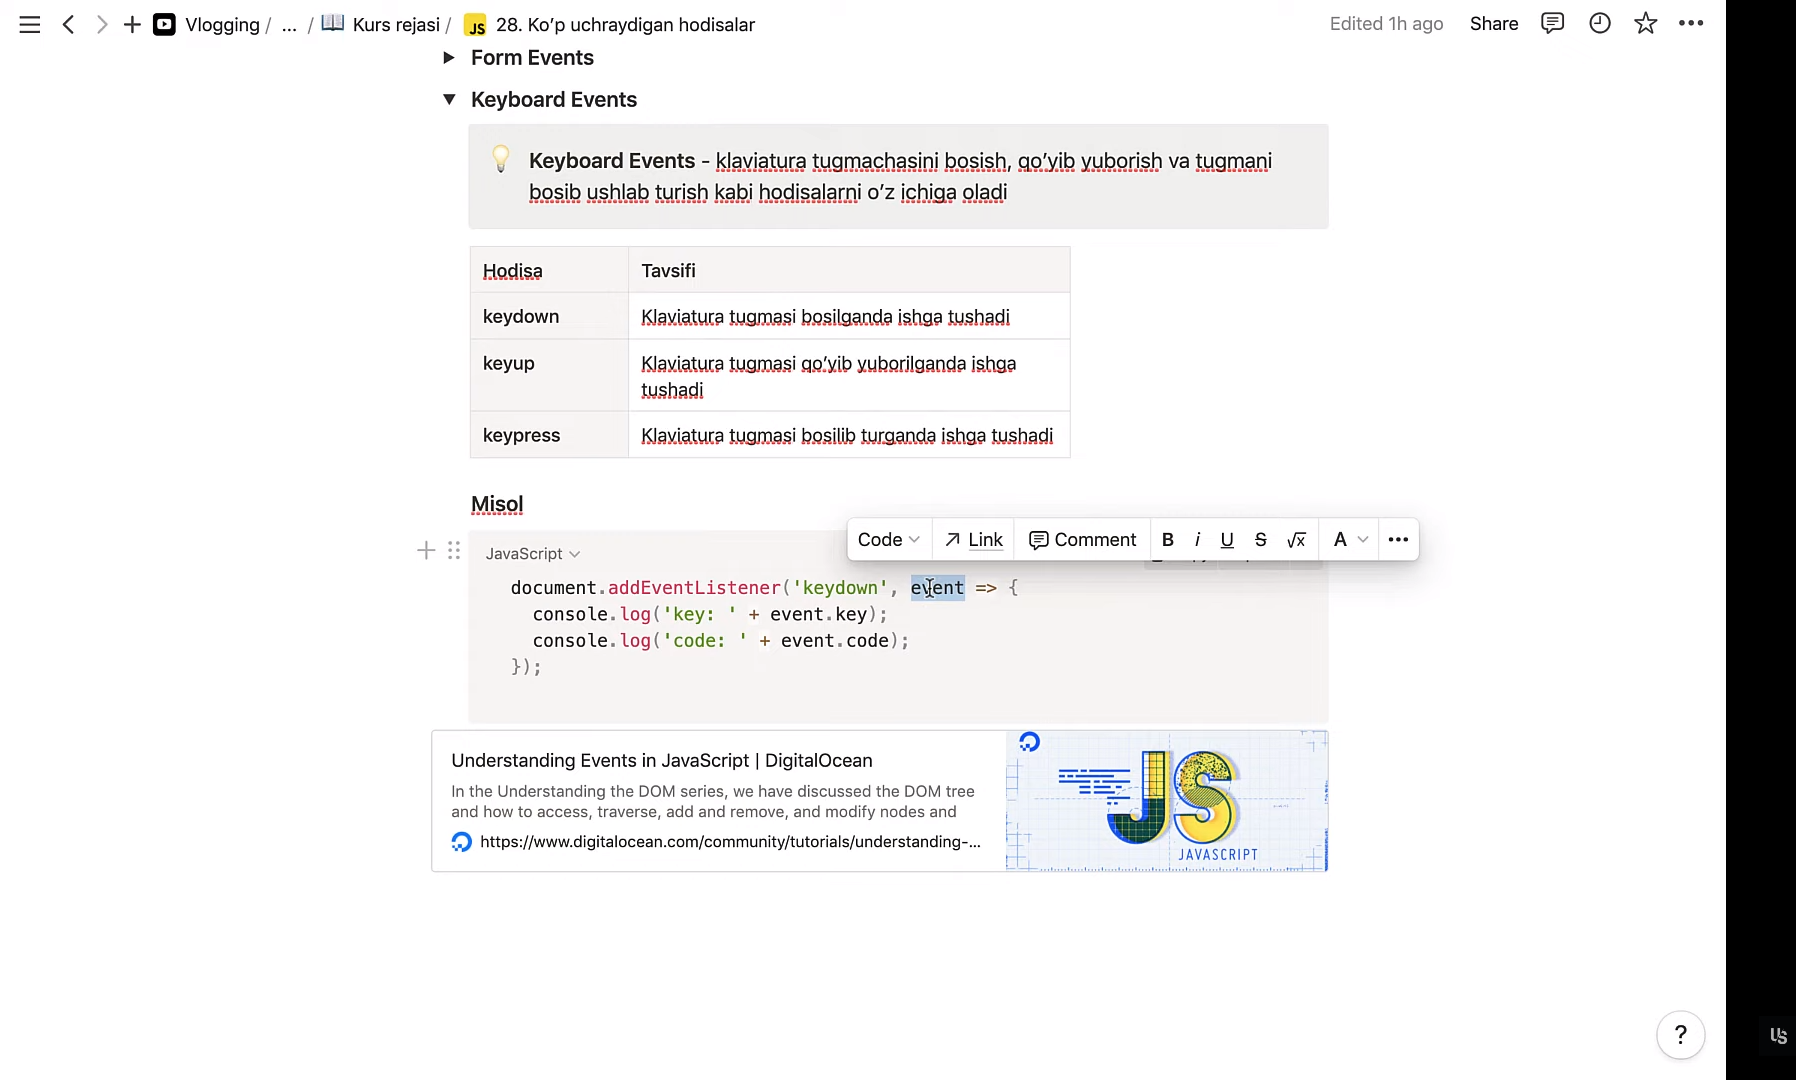 Vlogging / ... / Kurs rejasi / JS 28. Ko’p uchraydigan hodisalar
Edited 1h ago Share
Form Events
Keyboard Events
Keyboard Events - klaviatura tugmachasini bosish, qo’yib yuborish va tugmani
bosib ushlab turish kabi hodisalarni o’z ichiga oladi
Hodisa Tavsifi
keydown Klaviatura tugmasi bosilganda ishga tushadi
keyup Klaviatura tugmasi qo’yib yuborilganda ishga
tushadi
keypress Klaviatura tugmasi bosilib turganda ishga tushadi
Misol
Code Link Comment B i U S √x A
JavaScript
document.addEventListener('keydown', event => {
console.log('key: ' + event.key);
console.log('code: ' + event.code);
});
Understanding Events in JavaScript | DigitalOcean
In the Understanding the DOM series, we have discussed the DOM tree
and how to access, traverse, add and remove, and modify nodes and
https://www.digitalocean.com/community/tutorials/understanding-...
JS
JAVASCRIPT
?